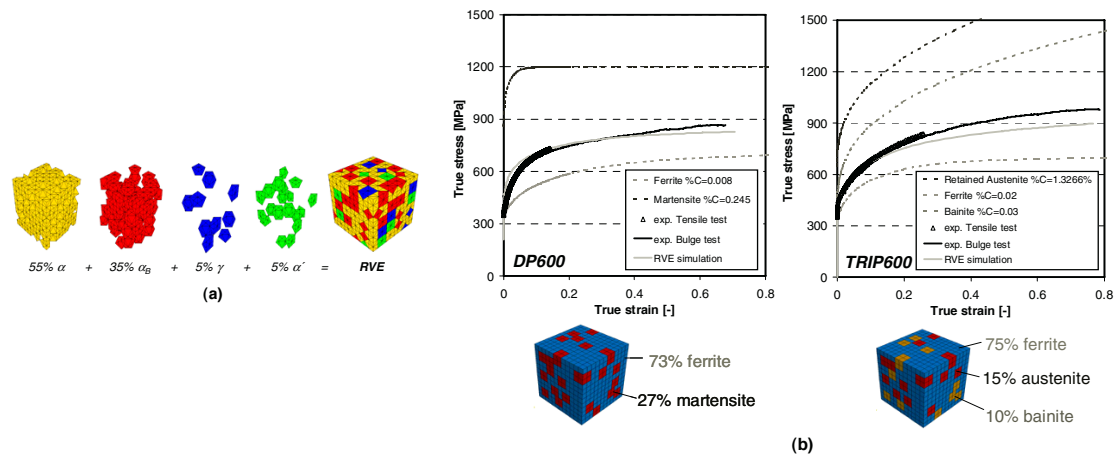 55% α + 35% αB + 5% γ + 5% α´ = RVE
(a)
True stress [MPa]
1500
1200
900
600
300
0
Ferrite %C=0.008
Martensite %C=0.245
exp. Tensile test
exp. Bulge test
RVE simulation
DP600
0 0.2 0.4 0.6 0.8
True strain [-]
73% ferrite
27% martensite
True stress [MPa]
1500
1200
900
600
300
0
Retained Austenite %C=1.3266%
Ferrite %C=0.02
Bainite %C=0.03
exp. Tensile test
exp. Bulge test
RVE simulation
TRIP600
0 0.2 0.4 0.6 0.8
True strain [-]
75% ferrite
15% austenite
10% bainite
(b)